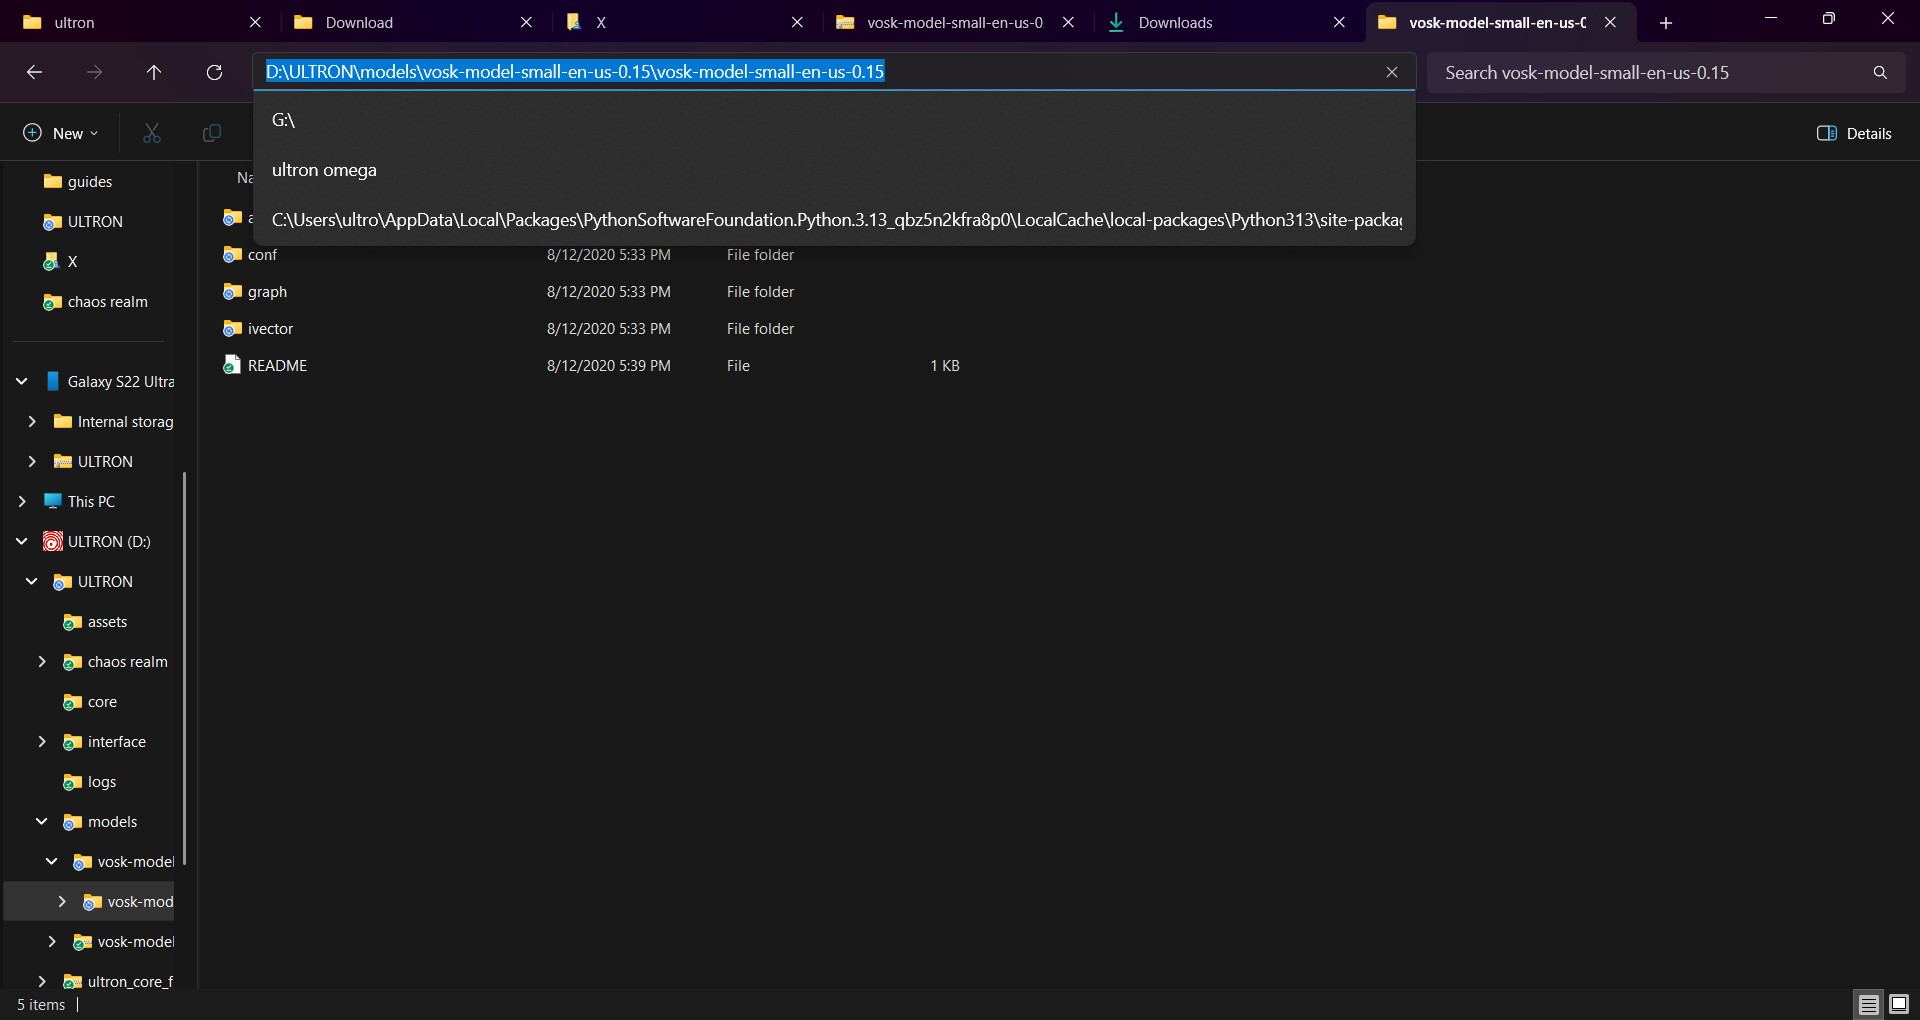 ultron
Download
X
vosk-model-small-en-us-0
Downloads
vosk-model-small-en-us-0
D:\ULTRON\models\vosk-model-small-en-us-0.15\vosk-model-small-en-us-0.15
Search vosk-model-small-en-us-0.15
New
G:\
ultron omega
C:\Users\ultro\AppData\Local\Packages\PythonSoftwareFoundation.Python.3.13_qbz5n2kfra8p0\LocalCache\local-packages\Python313\site-packag
Details
Na
a
conf 8/12/2020 5:33 PM File folder
graph 8/12/2020 5:33 PM File folder
ivector 8/12/2020 5:33 PM File folder
README 8/12/2020 5:39 PM File 1 KB
guides
ULTRON
X
chaos realm
Galaxy S22 Ultra
Internal storag
ULTRON
This PC
ULTRON (D:)
ULTRON
assets
chaos realm
core
interface
logs
models
vosk-model
vosk-mod
vosk-model
ultron_core_f
5 items